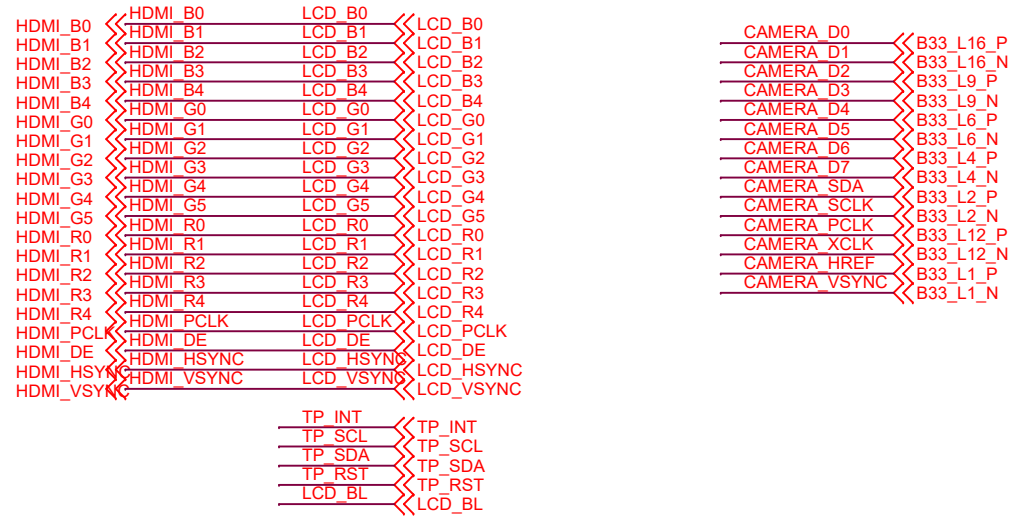 HDMI_B0 HDMI_B0 LCD_B0 LCD_B0
HDMI_B1 HDMI_B1 LCD_B1 LCD_B1
HDMI_B2 HDMI_B2 LCD_B2 LCD_B2
HDMI_B3 HDMI_B3 LCD_B3 LCD_B3
HDMI_B4 HDMI_B4 LCD_B4 LCD_B4
HDMI_G0 HDMI_G0 LCD_G0 LCD_G0
HDMI_G1 HDMI_G1 LCD_G1 LCD_G1
HDMI_G2 HDMI_G2 LCD_G2 LCD_G2
HDMI_G3 HDMI_G3 LCD_G3 LCD_G3
HDMI_G4 HDMI_G4 LCD_G4 LCD_G4
HDMI_G5 HDMI_G5 LCD_G5 LCD_G5
HDMI_R0 HDMI_R0 LCD_R0 LCD_R0
HDMI_R1 HDMI_R1 LCD_R1 LCD_R1
HDMI_R2 HDMI_R2 LCD_R2 LCD_R2
HDMI_R3 HDMI_R3 LCD_R3 LCD_R3
HDMI_R4 HDMI_R4 LCD_R4 LCD_R4
HDMI_PCLK HDMI_PCLK LCD_PCLK LCD_PCLK
HDMI_DE HDMI_DE LCD_DE LCD_DE
HDMI_HSYNC HDMI_HSYNC LCD_HSYNC LCD_HSYNC
HDMI_VSYNC HDMI_VSYNC LCD_VSYNC LCD_VSYNC
TP_INT TP_INT
TP_SCL TP_SCL
TP_SDA TP_SDA
TP_RST TP_RST
LCD_BL LCD_BL
CAMERA_D0 B33_L16_P
CAMERA_D1 B33_L16_N
CAMERA_D2 B33_L9_P
CAMERA_D3 B33_L9_N
CAMERA_D4 B33_L6_P
CAMERA_D5 B33_L6_N
CAMERA_D6 B33_L4_P
CAMERA_D7 B33_L4_N
CAMERA_SDA B33_L2_P
CAMERA_SCLK B33_L2_N
CAMERA_PCLK B33_L12_P
CAMERA_XCLK B33_L12_N
CAMERA_HREF B33_L1_P
CAMERA_VSYNC B33_L1_N